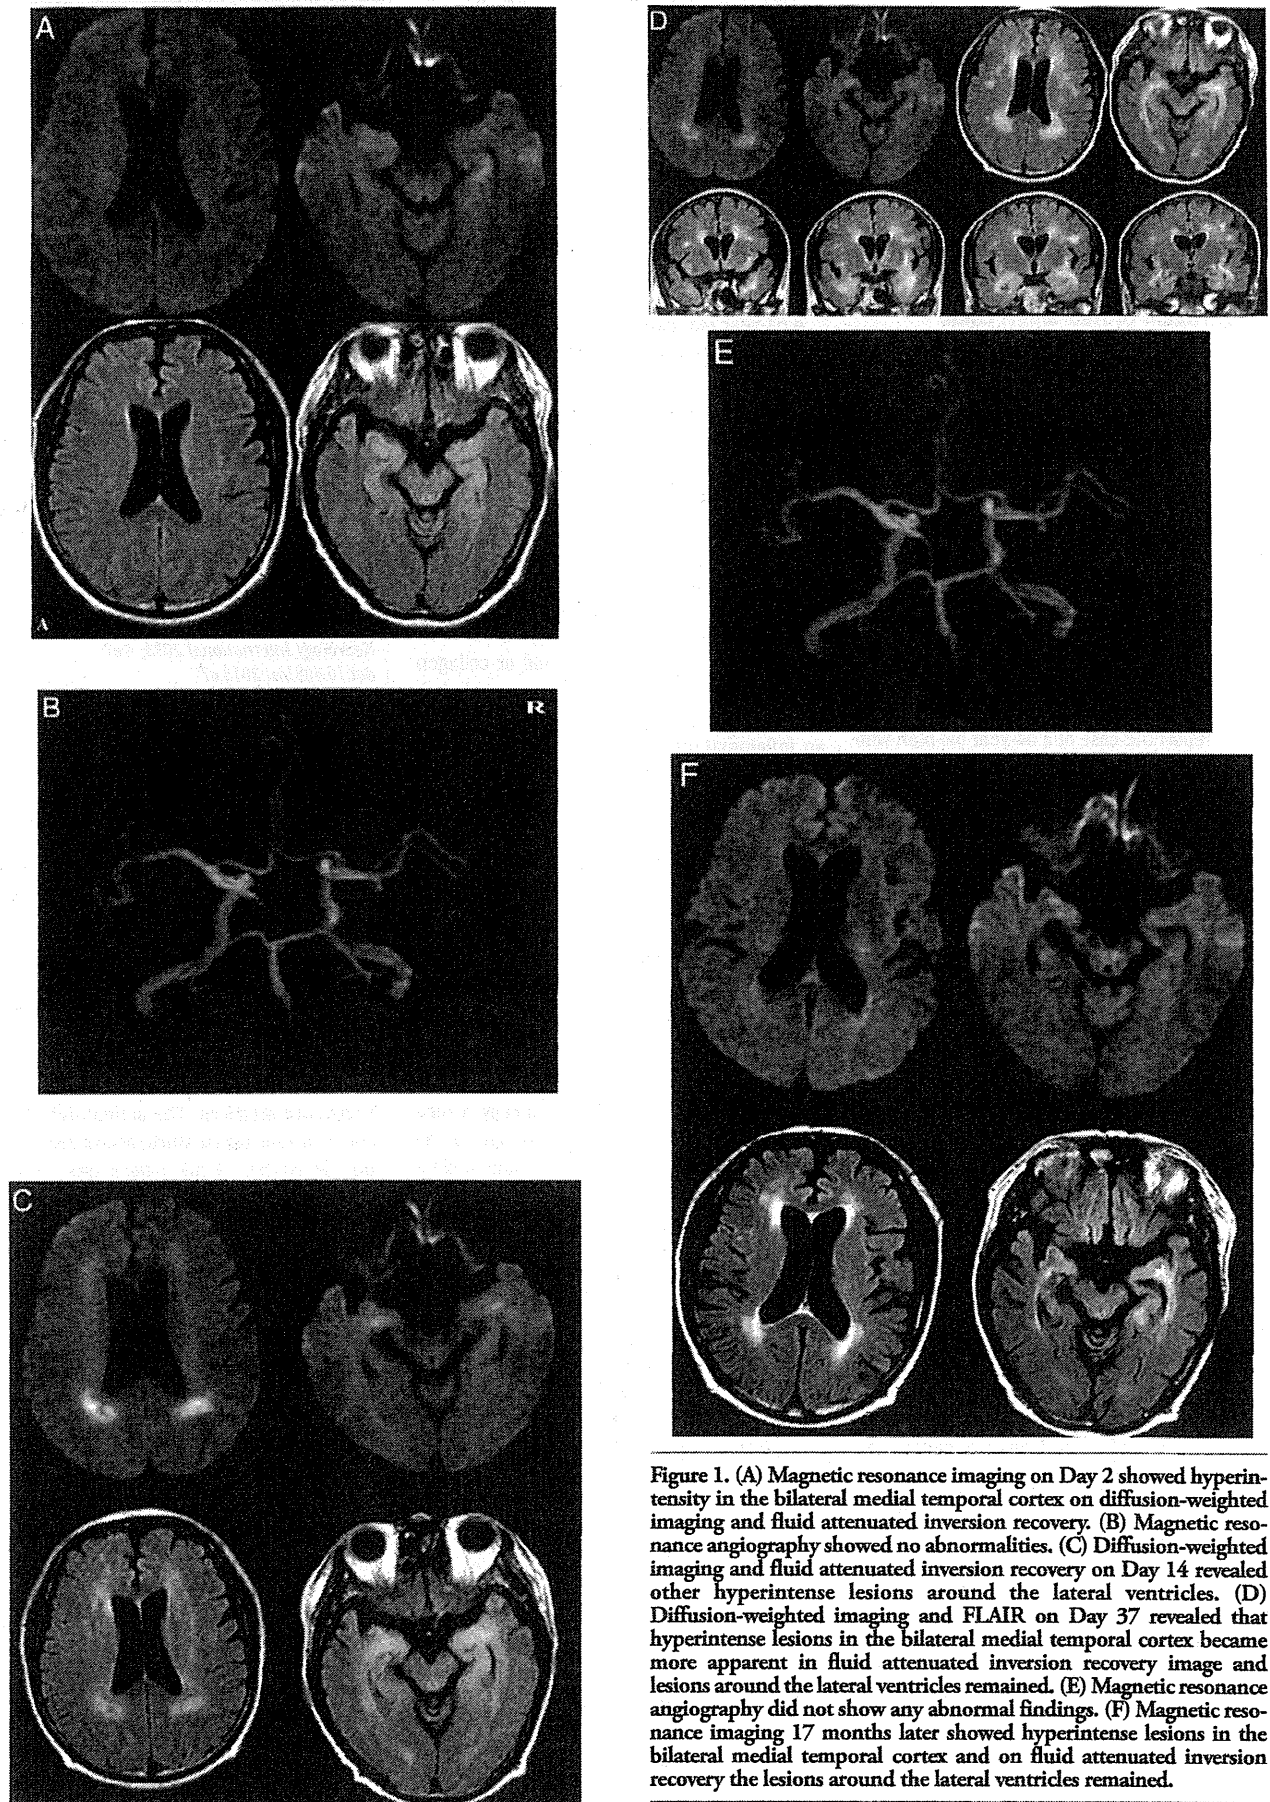 A
A
B
R
C
D
E
F
Figure 1. (A) Magnetic resonance imaging on Day 2 showed hyperin-
tensity in the bilateral medial temporal cortex on diffusion-weighted
imaging and fluid attenuated inversion recovery. (B) Magnetic reso-
nance angiography showed no abnormalities. (C) Diffusion-weighted
imaging and fluid attenuated inversion recovery on Day 14 revealed
other hyperintense lesions around the lateral ventricles. (D)
Diffusion-weighted imaging and FLAIR on Day 37 revealed that
hyperintense lesions in the bilateral medial temporal cortex became
more apparent in fluid attenuated inversion recovery image and
lesions around the lateral ventricles remained. (E) Magnetic resonance
angiography did not show any abnormal findings. (F) Magnetic reso-
nance imaging 17 months later showed hyperintense lesions in the
bilateral medial temporal cortex and on fluid attenuated inversion
recovery the lesions around the lateral ventricles remained.